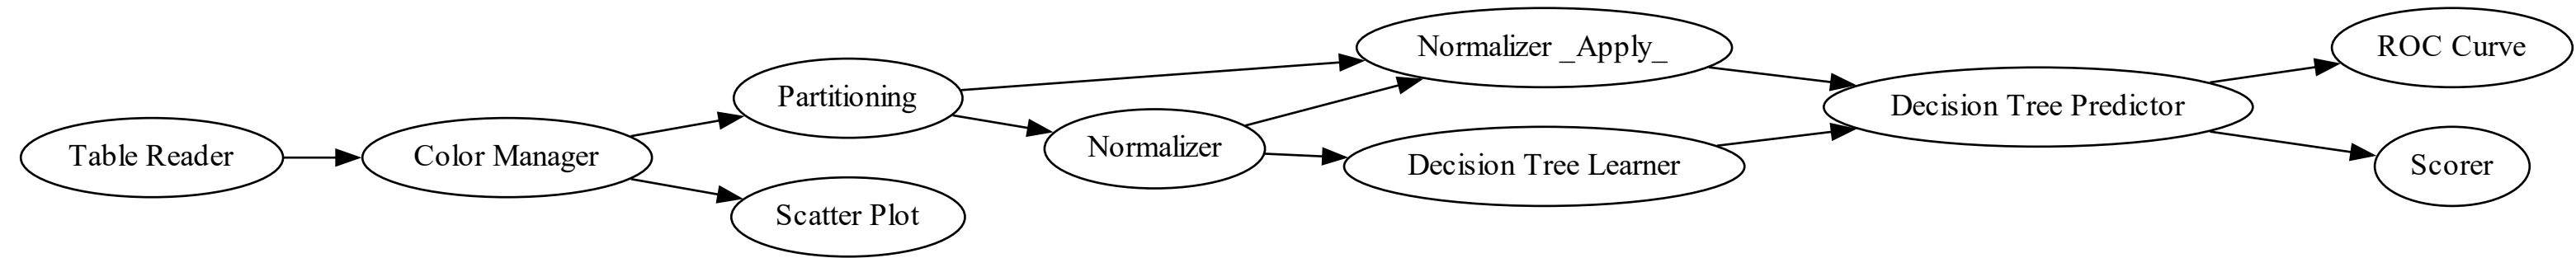 Table Reader
Color Manager
Partitioning
Scatter Plot
Normalizer
Normalizer _Apply_
Decision Tree Learner
Decision Tree Predictor
ROC Curve
Scorer